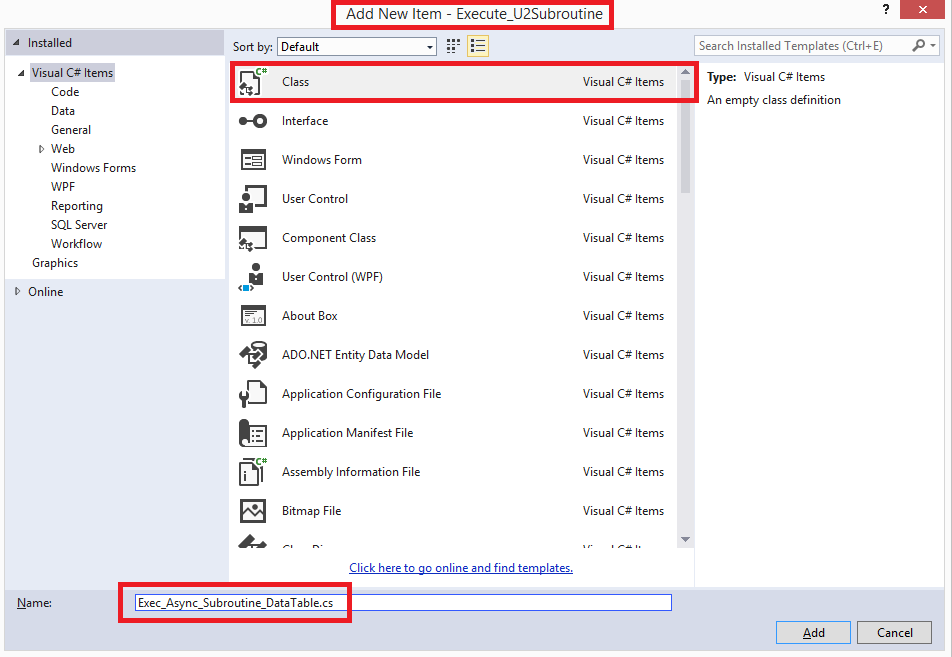 Add New Item - Execute_U2Subroutine
?
Installed
Sort by: Default
Search Installed Templates (Ctrl+E)
Visual C# Items
Code
Data
General
Web
Windows Forms
WPF
Reporting
SQL Server
Workflow
Graphics
Online
C# Class Visual C# Items
Interface Visual C# Items
Windows Form Visual C# Items
User Control Visual C# Items
Component Class Visual C# Items
User Control (WPF) Visual C# Items
v 1.0 About Box Visual C# Items
ADO.NET Entity Data Model Visual C# Items
Application Configuration File Visual C# Items
Application Manifest File Visual C# Items
C# Assembly Information File Visual C# Items
Bitmap File Visual C# Items
Type: Visual C# Items
An empty class definition
Click here to go online and find templates.
Name: Exec_Async_Subroutine_DataTable.cs
Add Cancel